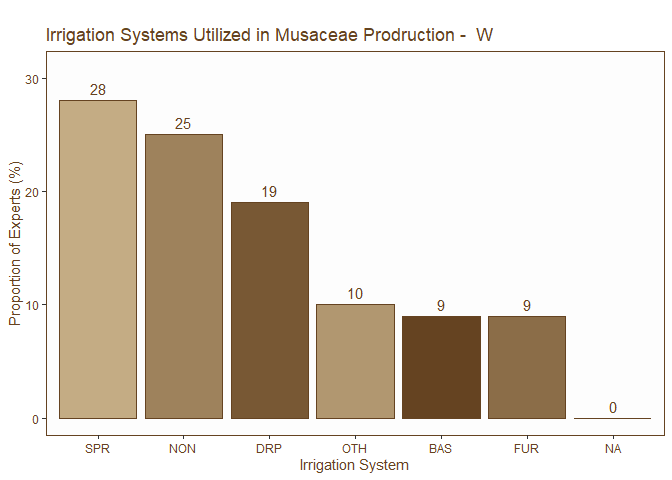 Irrigation Systems Utilized in Musaceae Prodruction -  W
Proportion of Experts (%)
30
20
10
0
28
25
19
10
9
9
0
SPR NON DRP OTH BAS FUR NA
Irrigation System